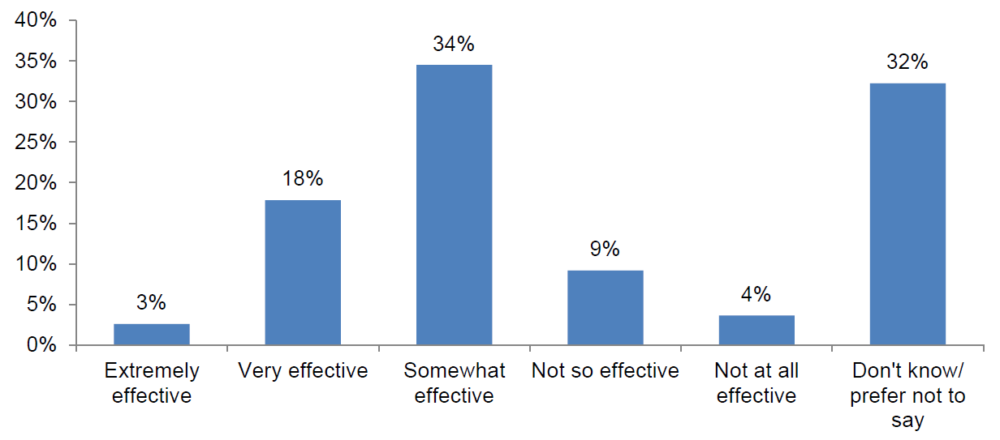 40%
35%
30%
25%
20%
15%
10%
5%
0%
3%
18%
34%
9%
4%
32%
Extremely
effective
Very effective
Somewhat
effective
Not so effective
Not at all
effective
Don't know/
prefer not to
say